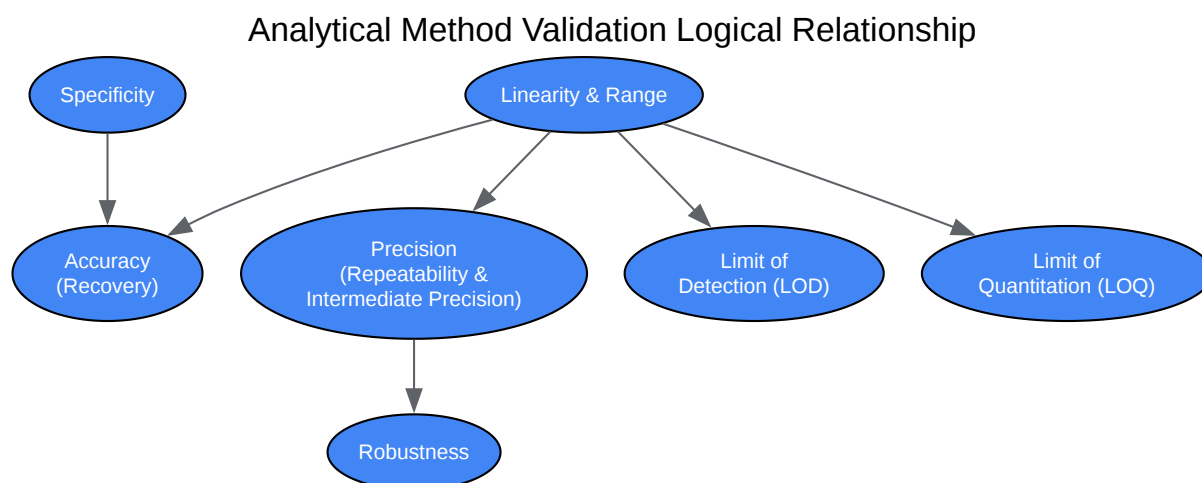 Analytical Method Validation Logical Relationship
Specificity
Linearity & Range
Accuracy
(Recovery)
Precision
(Repeatability &
Intermediate Precision)
Limit of
Detection (LOD)
Limit of
Quantitation (LOQ)
Robustness